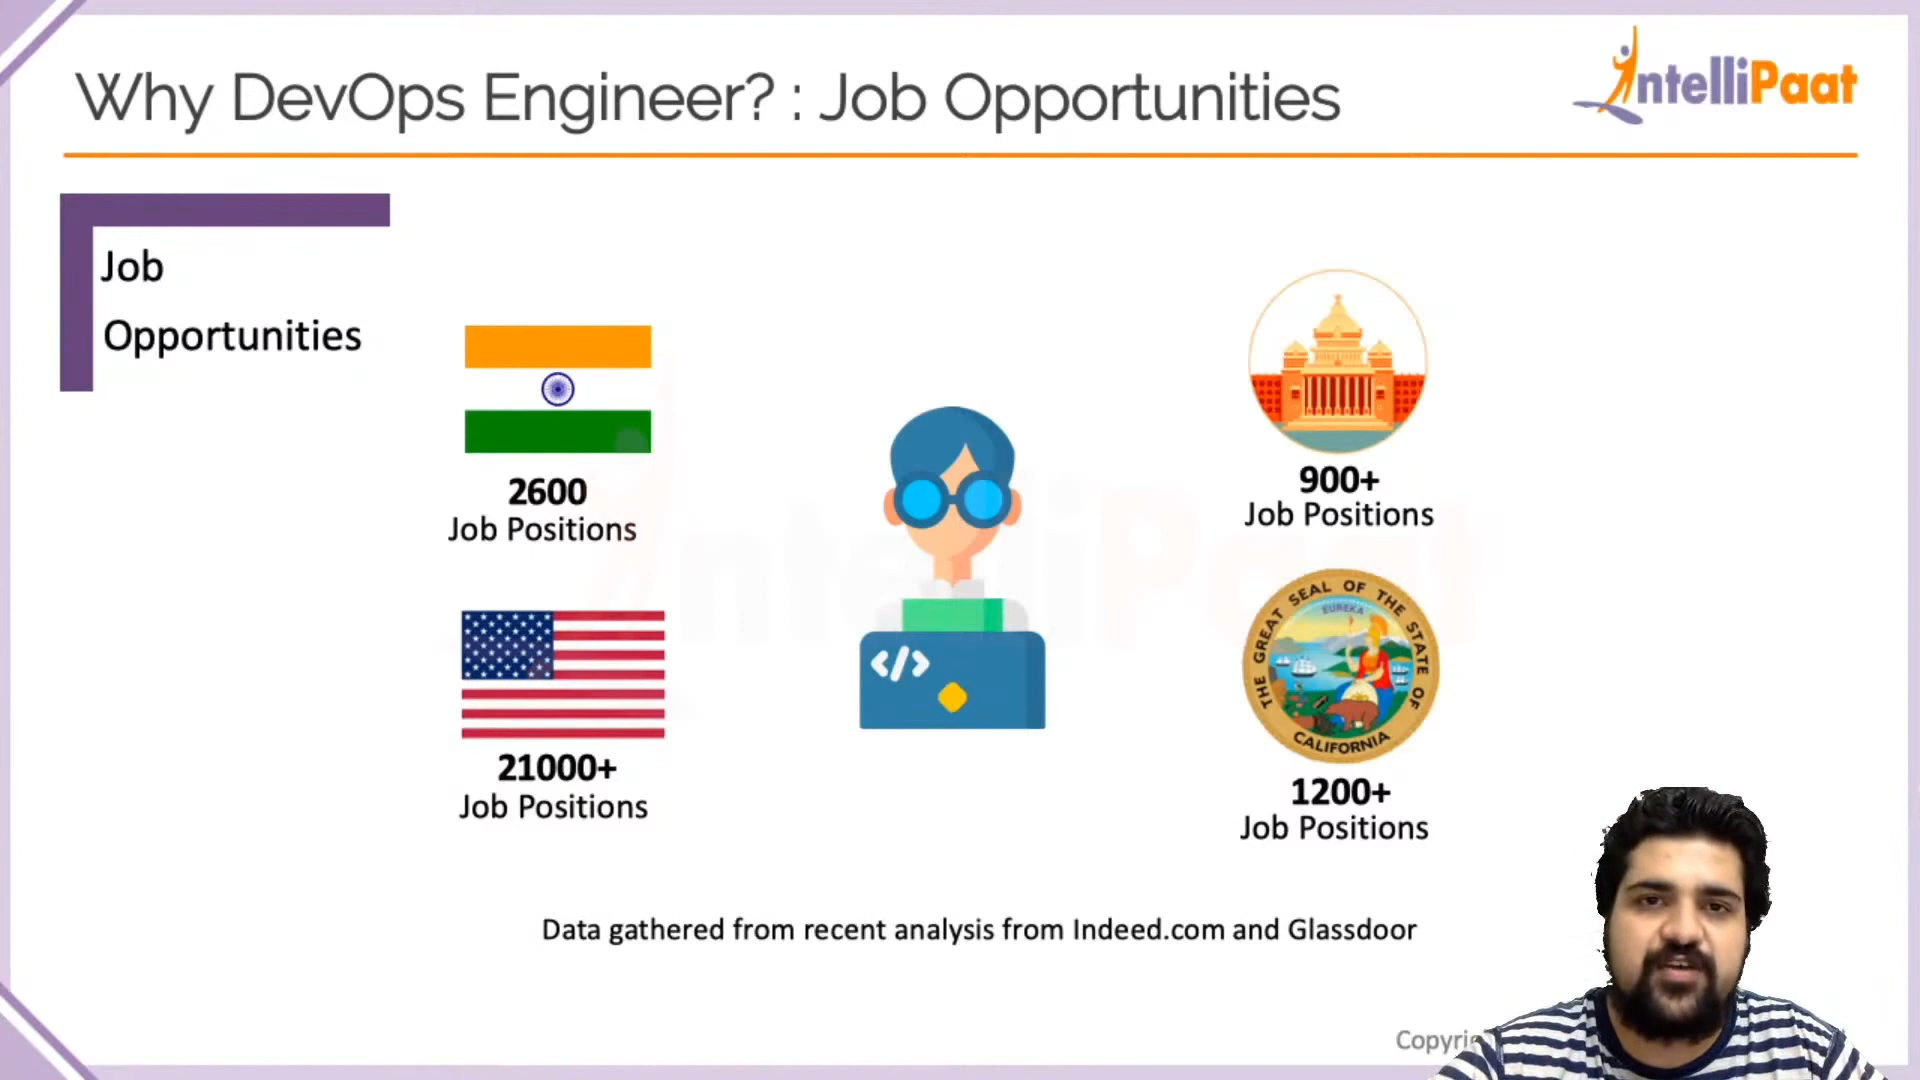 Why DevOps Engineer? : Job Opportunities
IntelliPaat
Job
Opportunities
2600
Job Positions
900+
Job Positions
THE GREAT SEAL OF THE STATE OF CALIFORNIA
EUREKA
21000+
Job Positions
</>
1200+
Job Positions
Data gathered from recent analysis from Indeed.com and Glassdoor
IntelliPaat